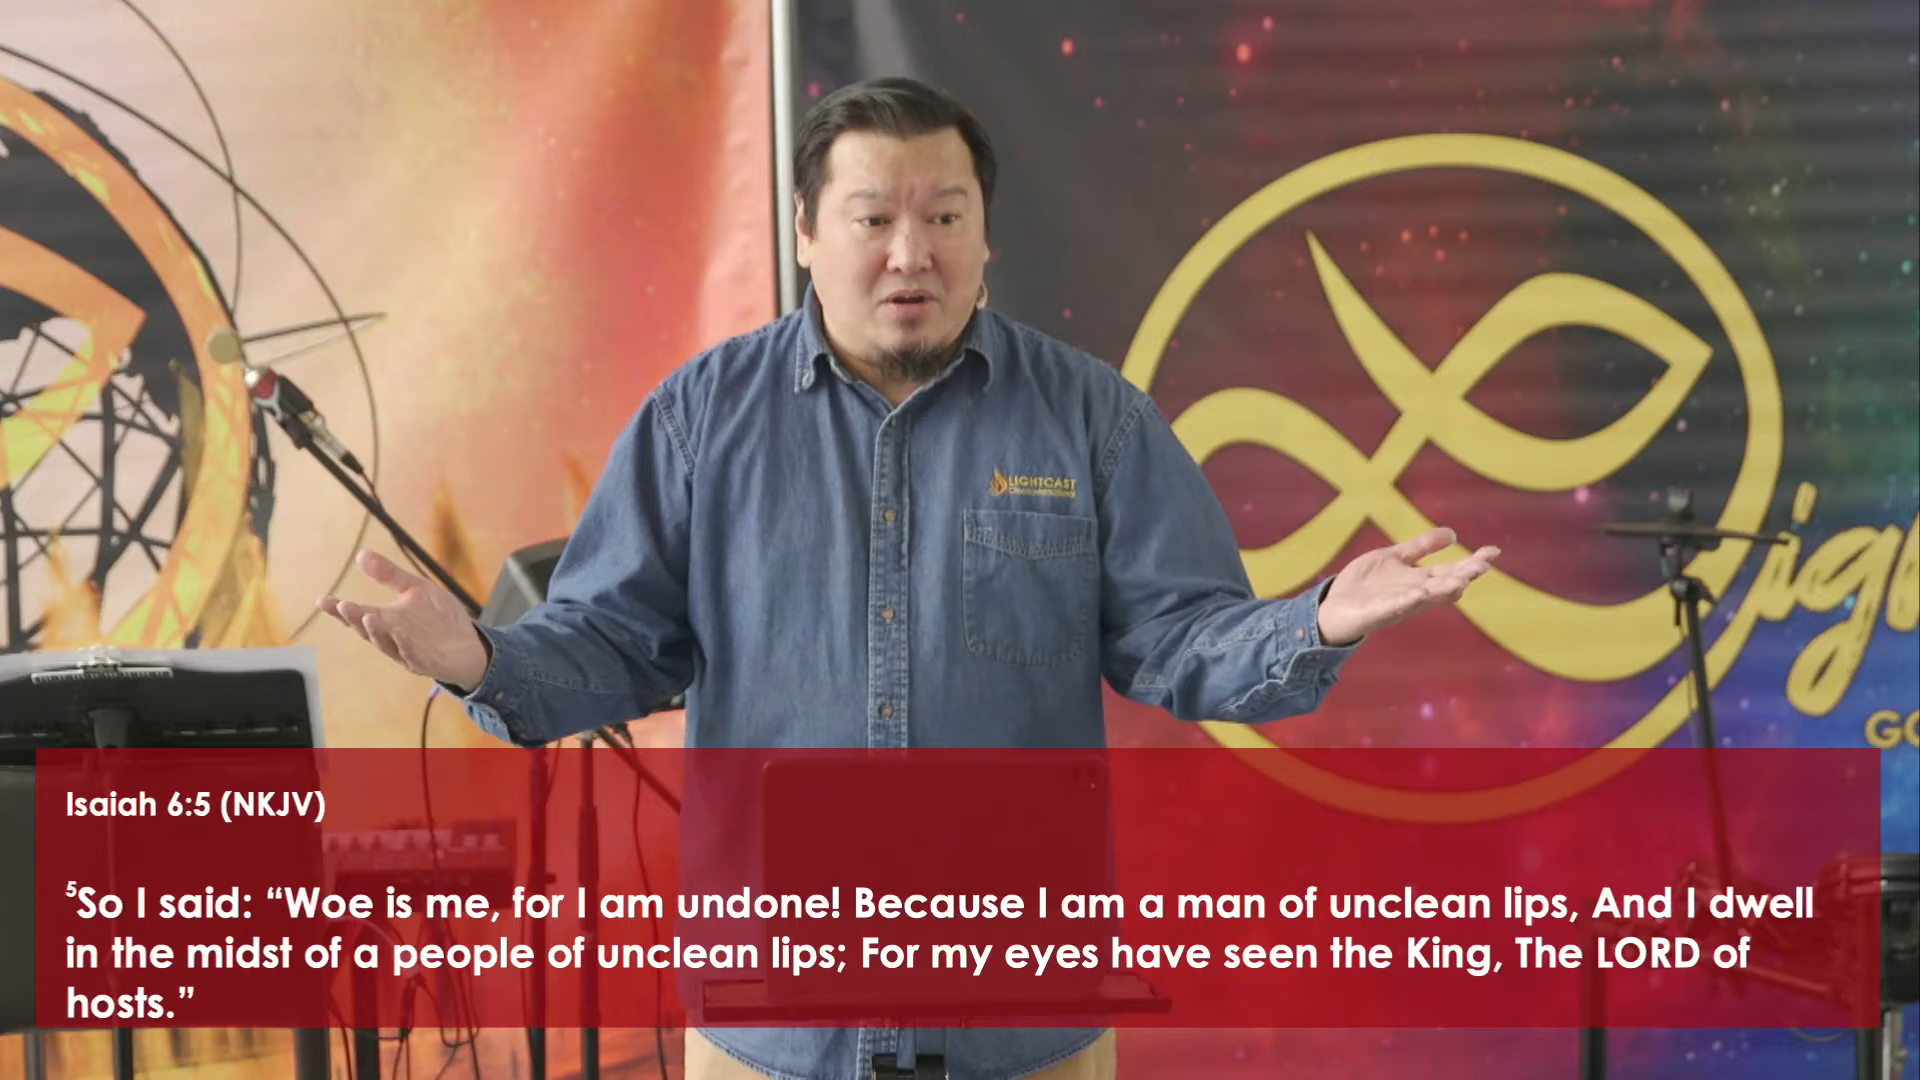 LIGHTCAST
igh
GO
Isaiah 6:5 (NKJV)
⁵So I said: “Woe is me, for I am undone! Because I am a man of unclean lips, And I dwell
in the midst of a people of unclean lips; For my eyes have seen the King, The LORD of
hosts.”